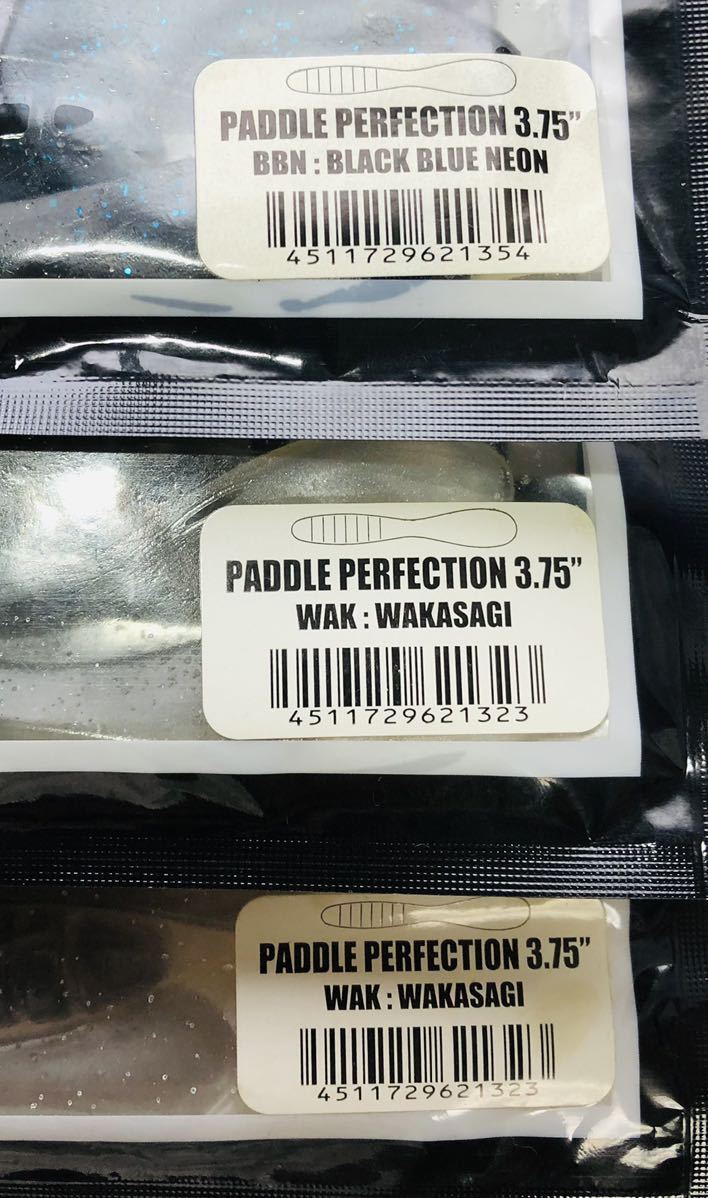 PADDLE PERFECTION 3.75”
BBN : BLACK BLUE NEON
4511729621354
PADDLE PERFECTION 3.75”
WAK : WAKASAGI
4511729621323
PADDLE PERFECTION 3.75”
WAK : WAKASAGI
4511729621323